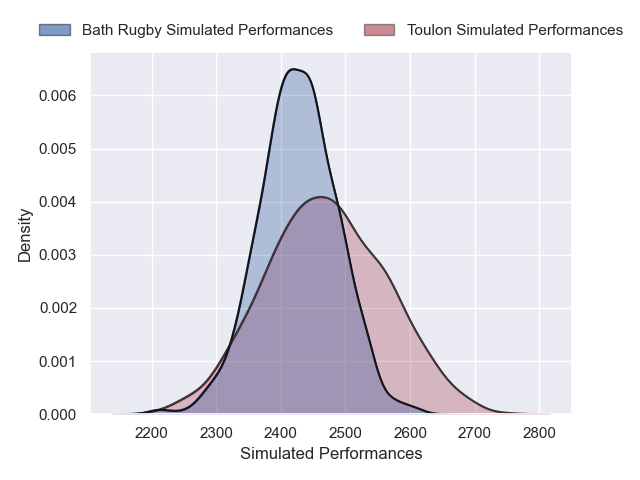 Bath Rugby Simulated Performances Toulon Simulated Performances
0.006
0.005
0.004
0.003
0.002
0.001
0.000
Density
2200 2300 2400 2500 2600 2700 2800
Simulated Performances